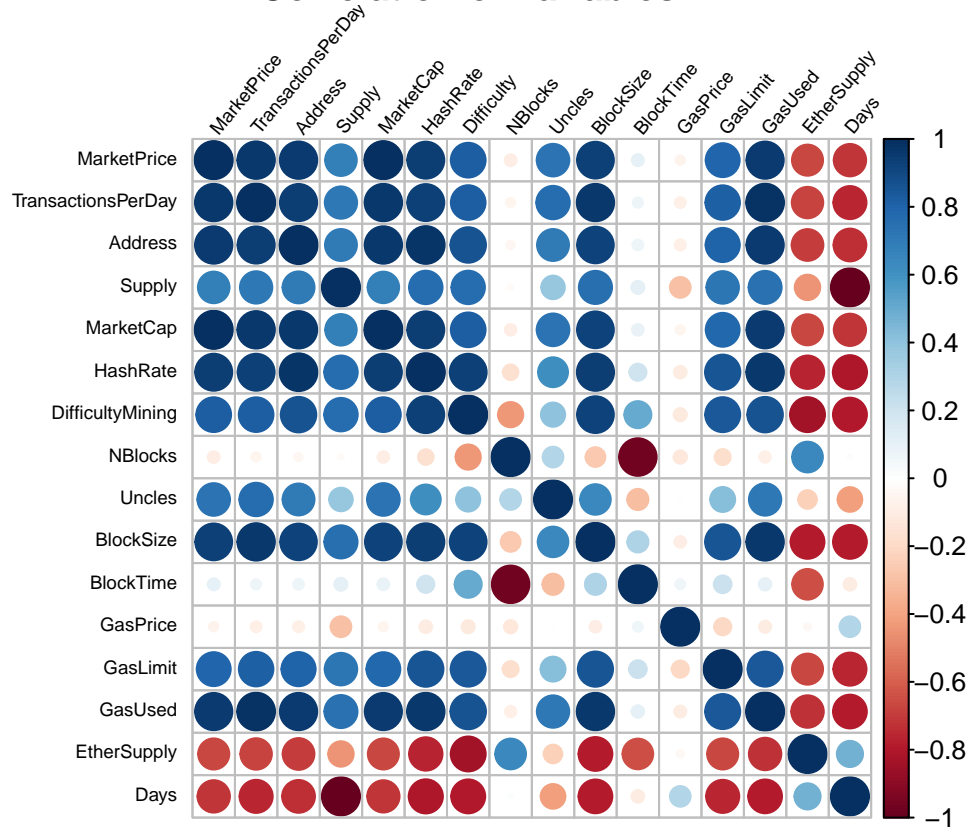 MarketPrice
TransactionsPerDay
Address
Supply
MarketCap
HashRate
Difficulty
NBlocks
Uncles
BlockSize
BlockTime
GasPrice
GasLimit
GasUsed
EtherSupply
Days
MarketPrice
TransactionsPerDay
Address
Supply
MarketCap
HashRate
DifficultyMining
NBlocks
Uncles
BlockSize
BlockTime
GasPrice
GasLimit
GasUsed
EtherSupply
Days
1
0.8
0.6
0.4
0.2
0
−0.2
−0.4
−0.6
−0.8
−1